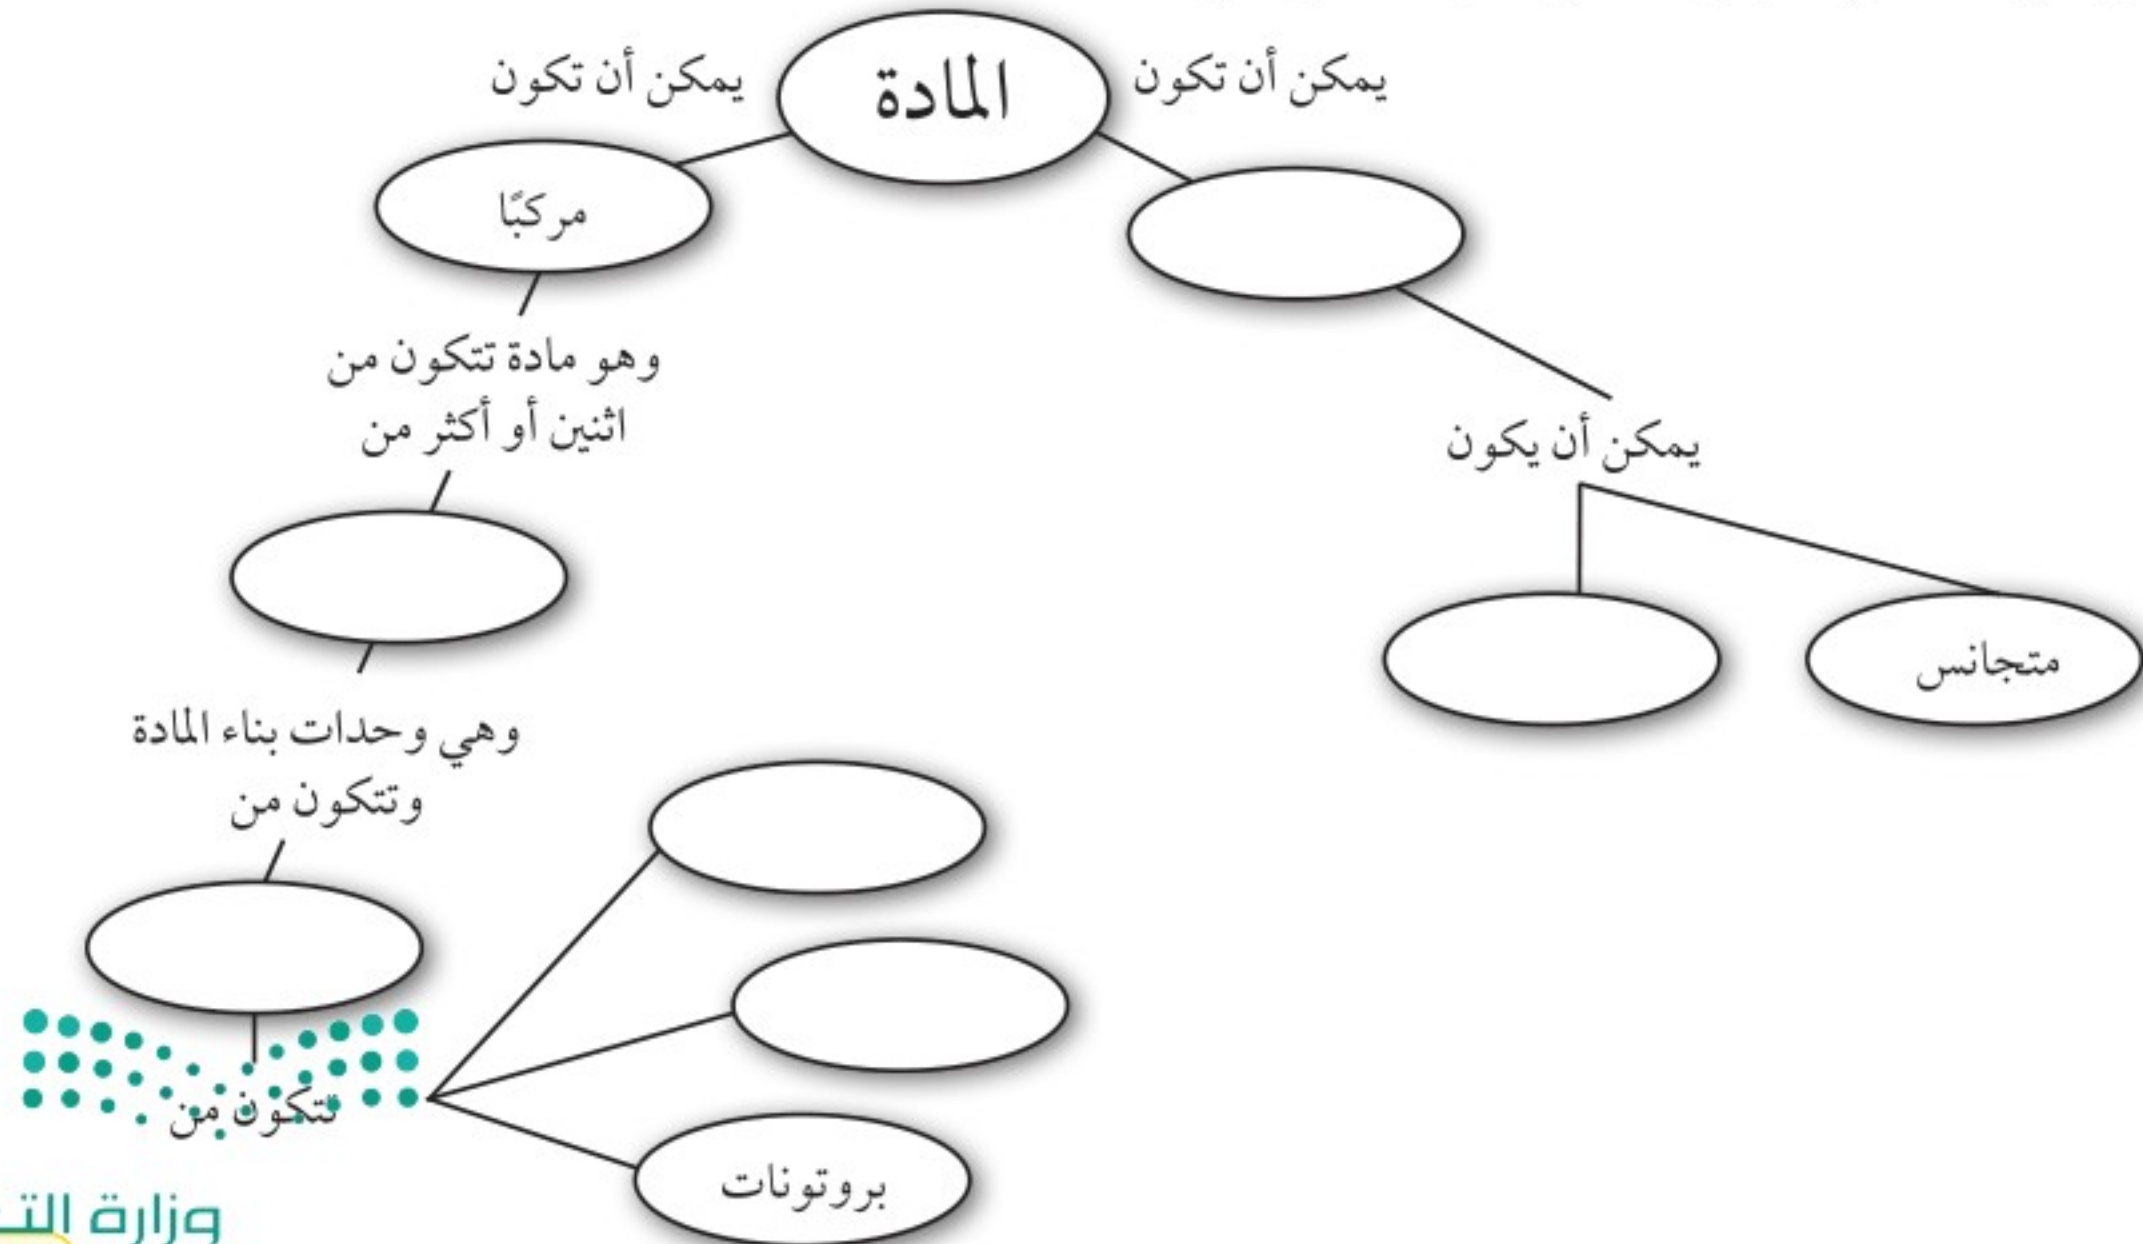 المادة
يمكن أن تكون
يمكن أن تكون
مركبًا
وهو مادة تتكون من
اثنين أو أكثر من
يمكن أن يكون
متجانس
وهي وحدات بناء المادة
وتتكون من
تتكون من
بروتونات
وزارة